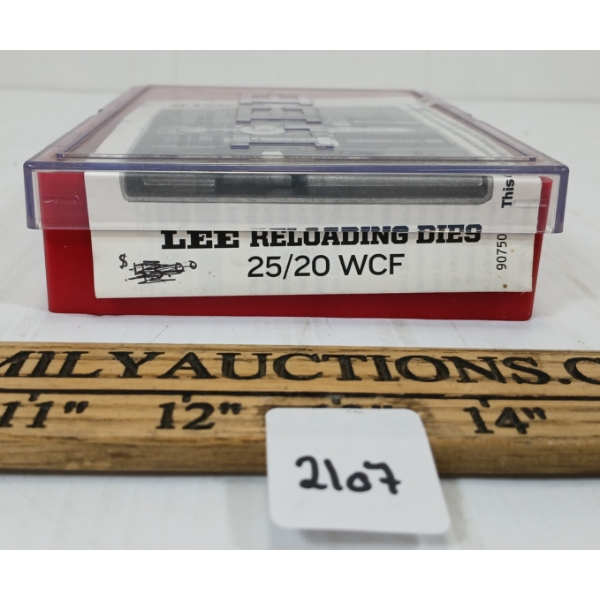 LEE RELOADING DIES
25/20 WCF
$
90750
This
MILYAUCTIONS.C
11" 12" 14"
2107